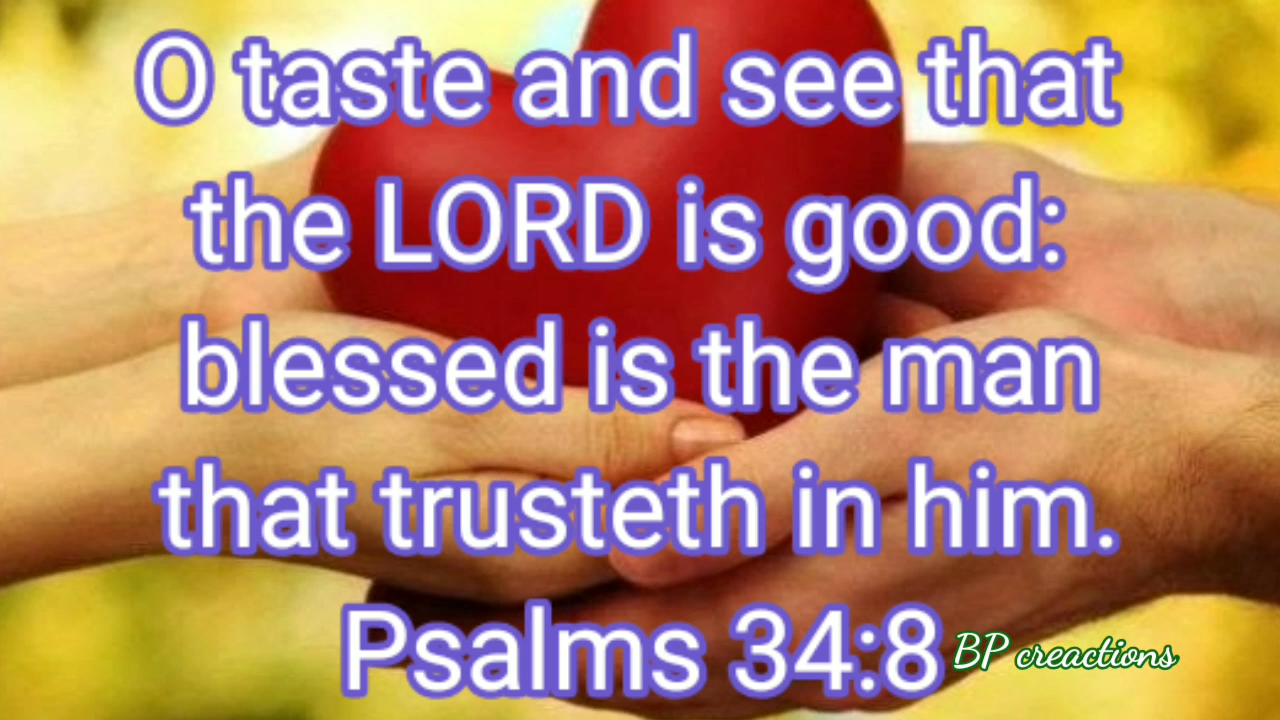 O taste and see that
the LORD is good:
blessed is the man
that trusteth in him.
Psalms 34:8
BP creactions